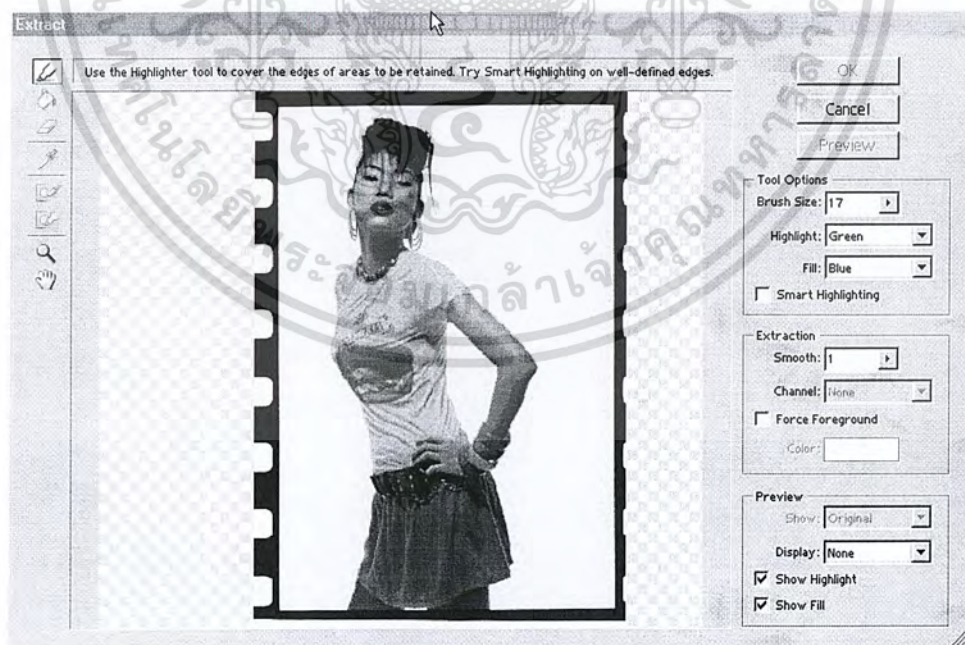 Extract
Use the Highlighter tool to cover the edges of areas to be retained. Try Smart Highlighting on well-defined edges.
OK
Cancel
Preview
Tool Options
Brush Size: 17
Highlight: Green
Fill: Blue
Smart Highlighting
Extraction
Smooth: 1
Channel: None
Force Foreground
Color:
Preview
Show: Original
Display: None
Show Highlight
Show Fill